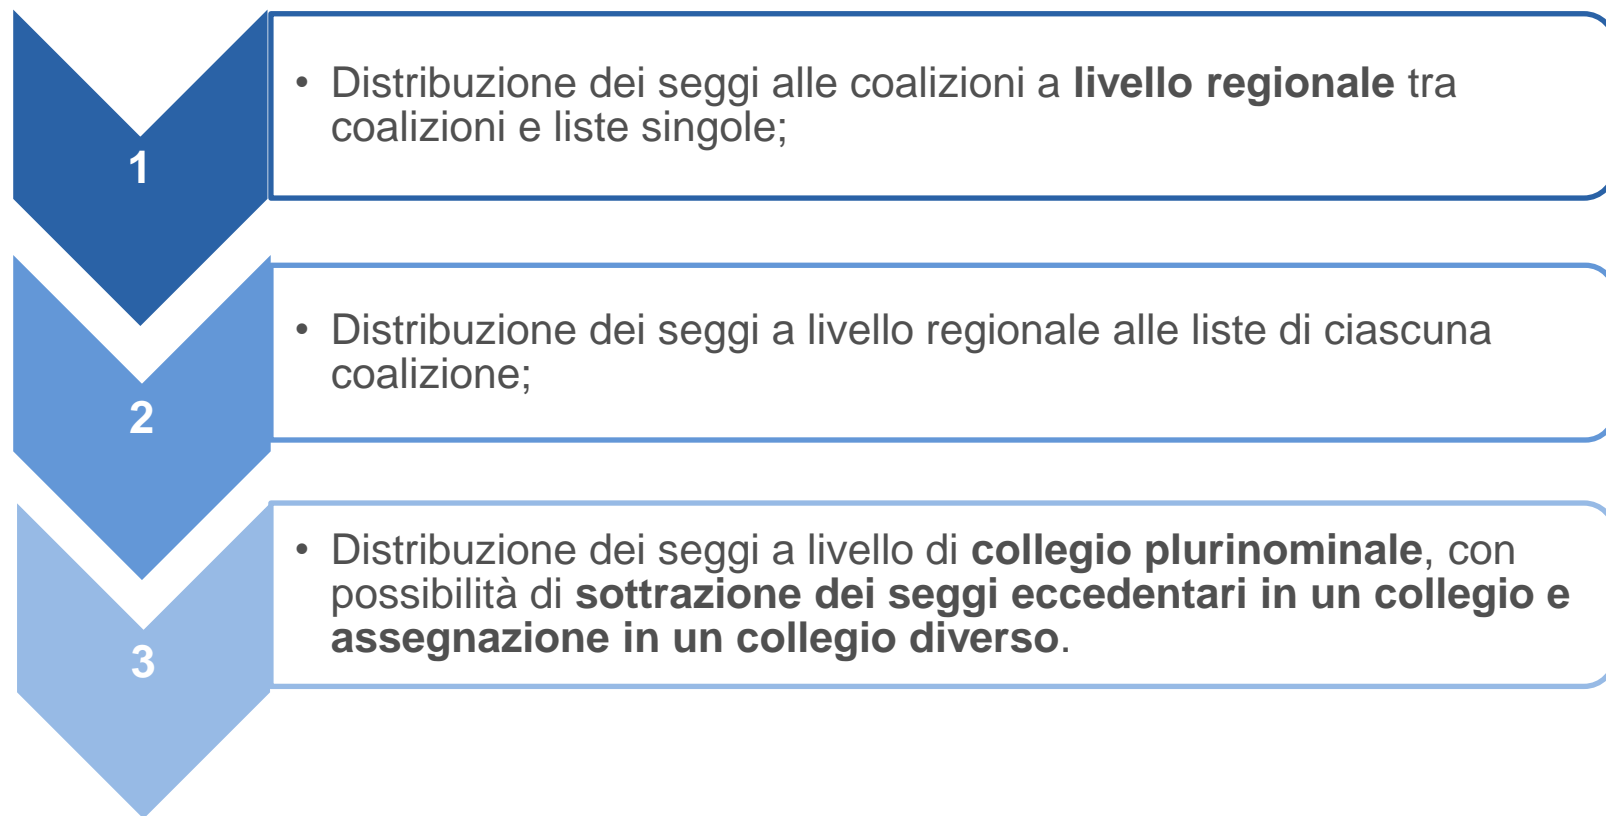 1
• Distribuzione dei seggi alle coalizioni a livello regionale tra
coalizioni e liste singole;
2
• Distribuzione dei seggi a livello regionale alle liste di ciascuna
coalizione;
3
• Distribuzione dei seggi a livello di collegio plurinominale, con
possibilità di sottrazione dei seggi eccedentari in un collegio e
assegnazione in un collegio diverso.